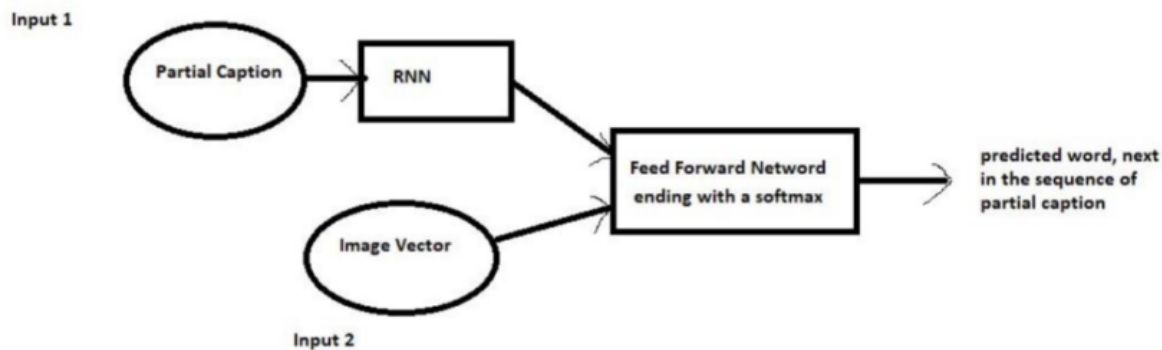 Input 1
Partial Caption
RNN
Feed Forward Netword
ending with a softmax
predicted word, next
in the sequence of
partial caption
Image Vector
Input 2